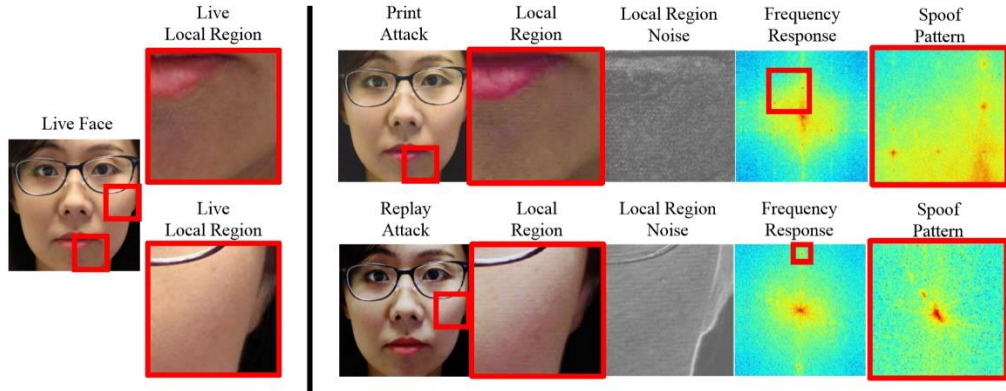 Live
Local Region
Live Face
Live
Local Region
Print
Attack
Local
Region
Local Region
Noise
Frequency
Response
Spoof
Pattern
Replay
Attack
Local
Region
Local Region
Noise
Frequency
Response
Spoof
Pattern